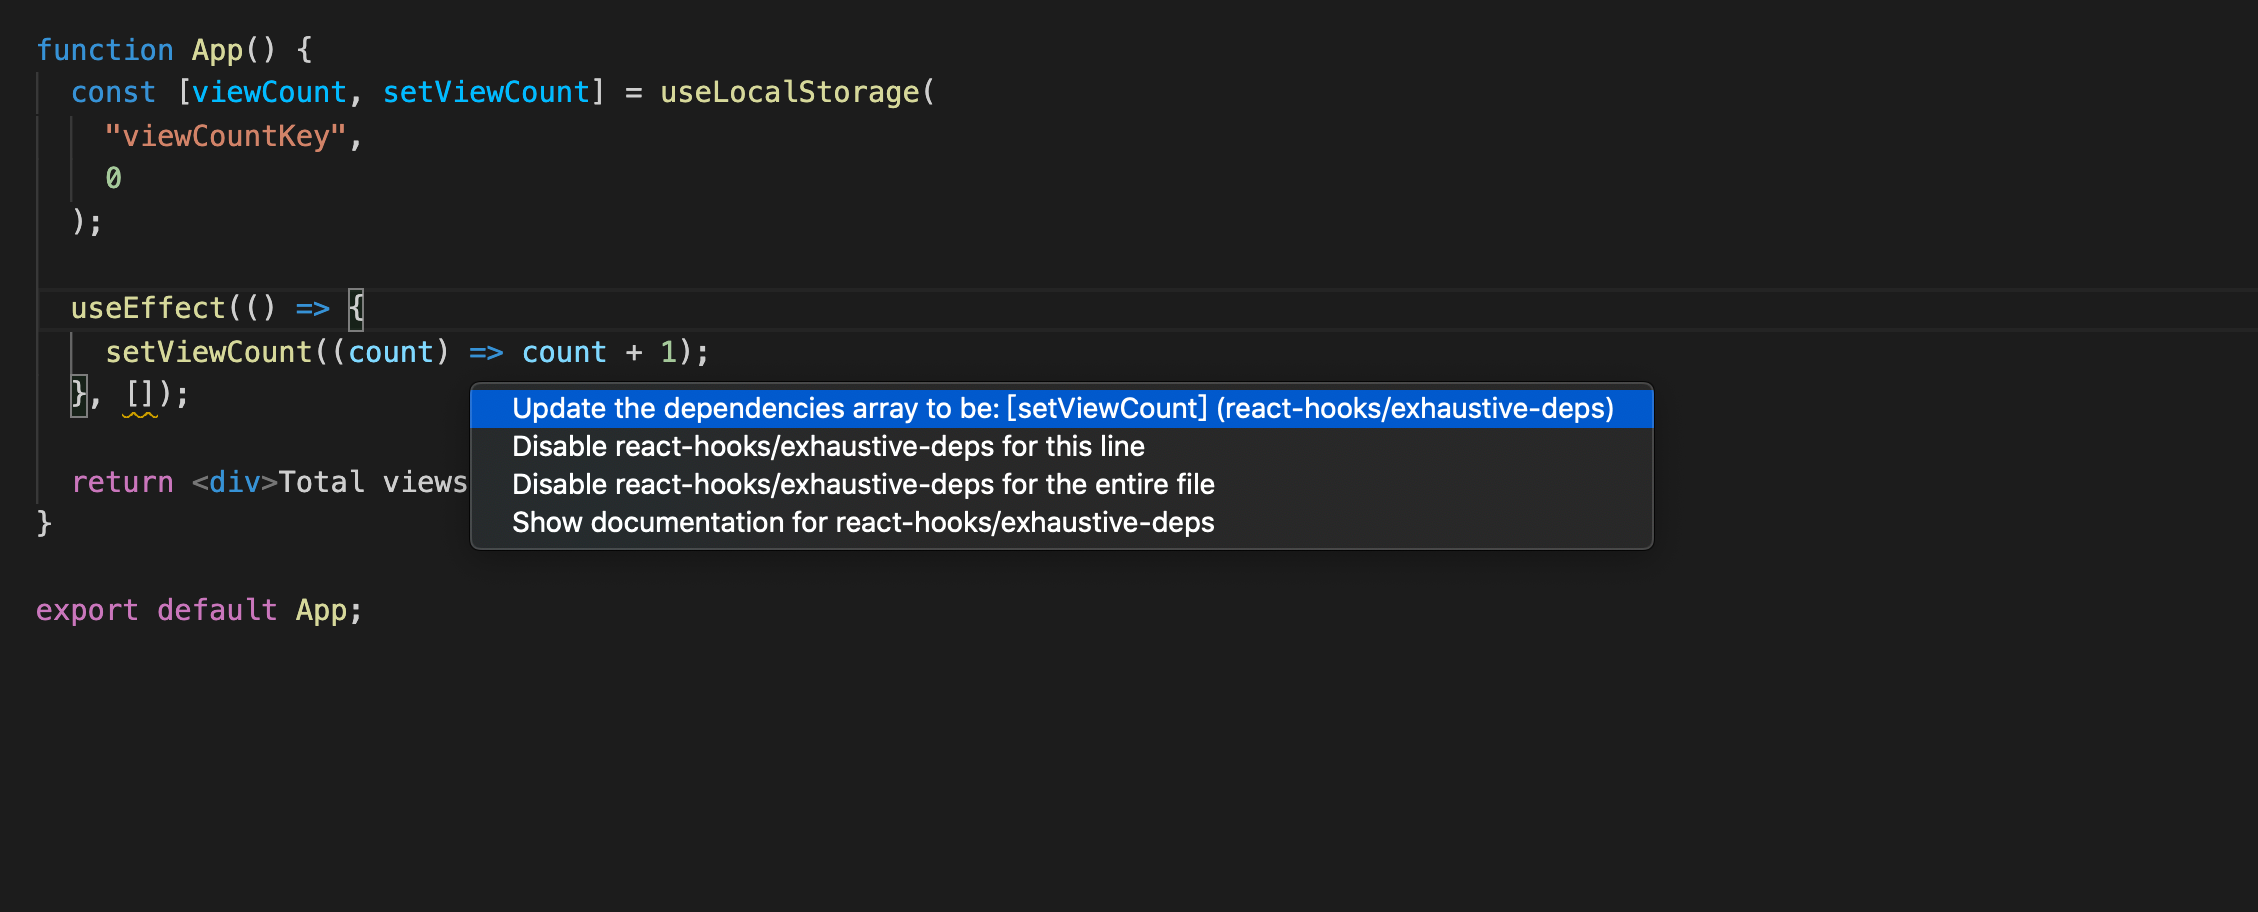 function App() {
const [viewCount, setViewCount] = useLocalStorage(
"viewCountKey",
0
);
useEffect(() => {
setViewCount((count) => count + 1);
}, []);
return <div>Total views
}
export default App;
Update the dependencies array to be: [setViewCount] (react-hooks/exhaustive-deps)
Disable react-hooks/exhaustive-deps for this line
Disable react-hooks/exhaustive-deps for the entire file
Show documentation for react-hooks/exhaustive-deps